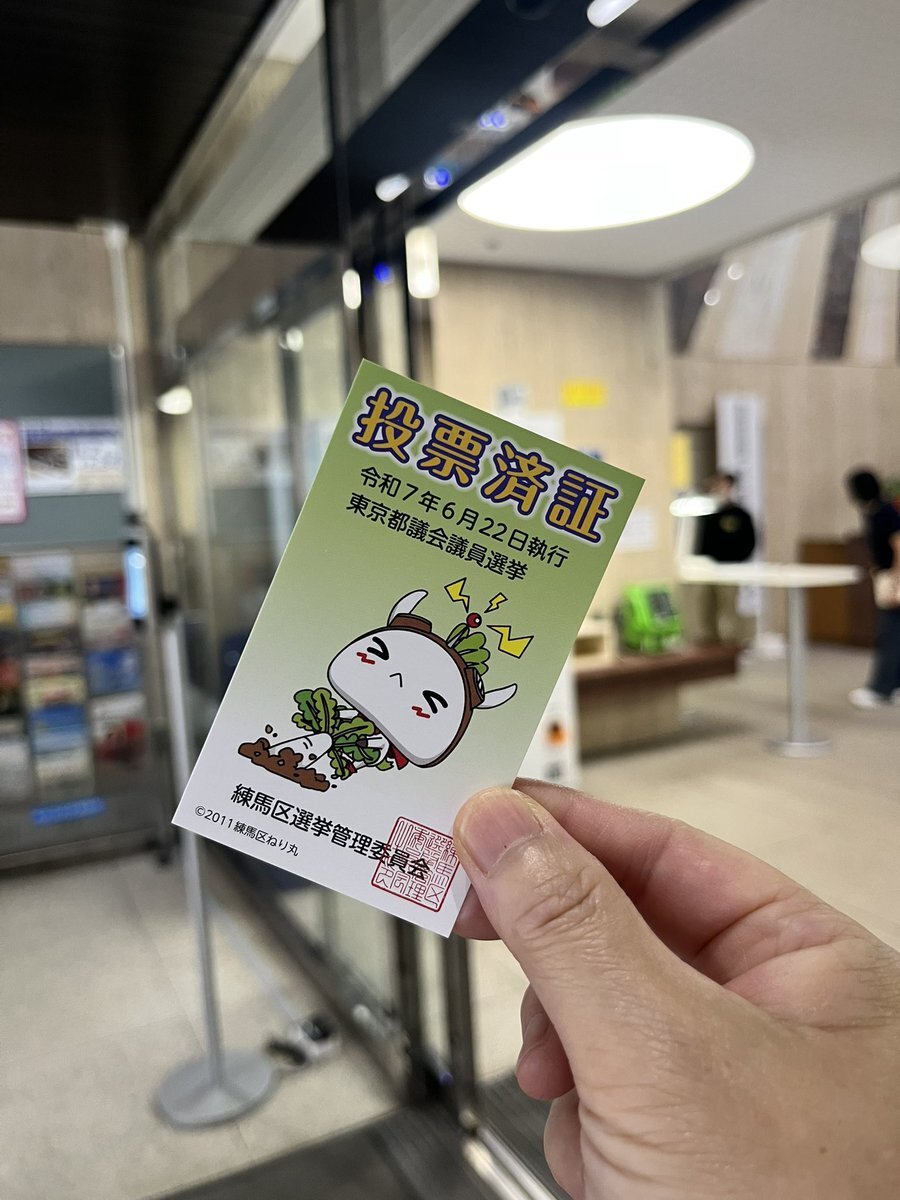 投票済証
令和7年6月22日執行
東京都議会議員選挙
練馬区選挙管理委員会
©2011練馬区ねり丸